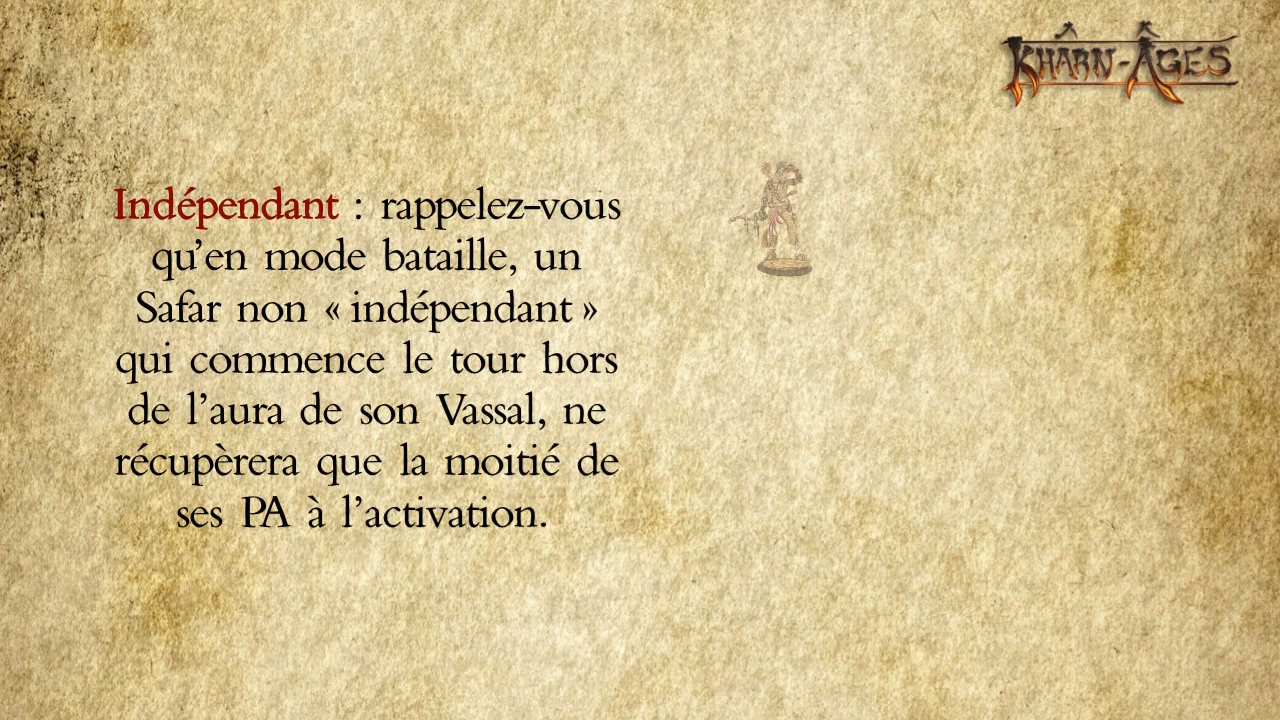 KHÂRN-ÂGES
Indépendant : rappelez-vous
qu’en mode bataille, un
Safar non « indépendant »
qui commence le tour hors
de l’aura de son Vassal, ne
récupèrera que la moitié de
ses PA à l’activation.